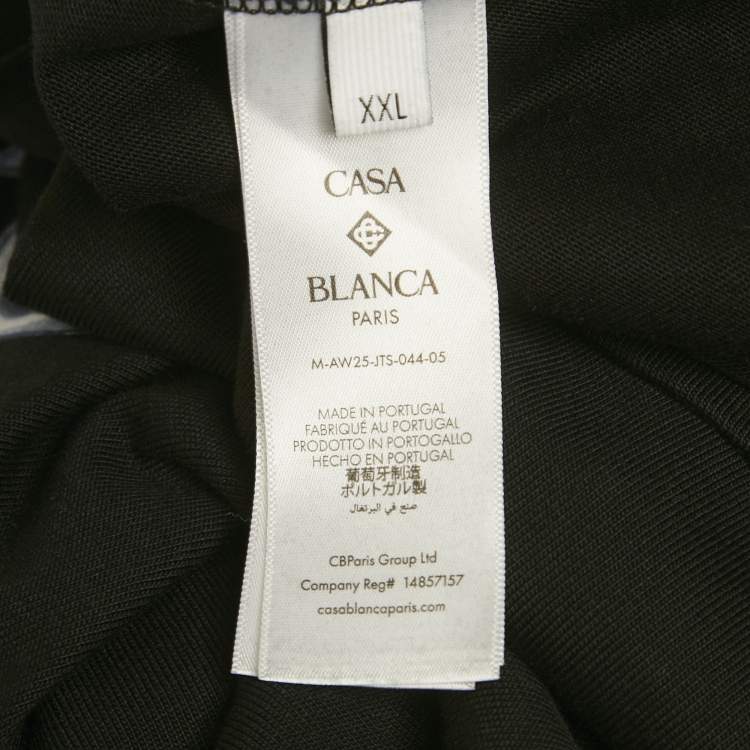 XXL
CASA
BLANCA
PARIS
M-AW25-JTS-044-05
MADE IN PORTUGAL
FABRIQUÉ AU PORTUGAL
PRODOTTO IN PORTOGALLO
HECHO EN PORTUGAL
葡萄牙制造
ポルトガル製
صنع في البرتغال
CBParis Group Ltd
Company Reg# 14857157
casablancaparis.com